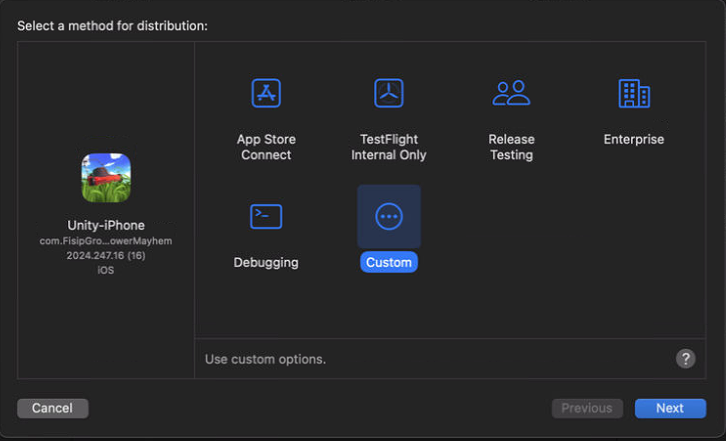 Select a method for distribution:
App Store
Connect
TestFlight
Internal Only
Release
Testing
Enterprise
Unity-iPhone
com.FisipGro...owerMayhem
2024.247.16 (16)
iOS
Debugging
Custom
Use custom options.
?
Cancel
Previous
Next